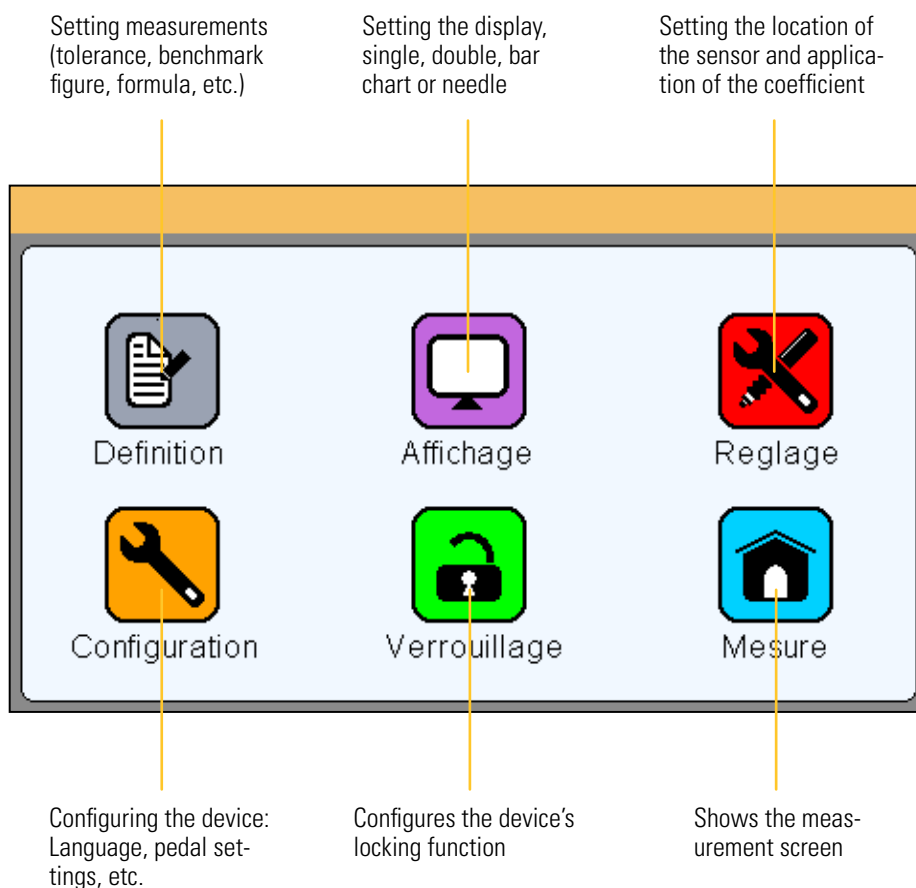 Setting measurements
(tolerance, benchmark
figure, formula, etc.)
Setting the display,
single, double, bar
chart or needle
Setting the location of
the sensor and applica-
tion of the coefficient
Definition
Affichage
Reglage
Configuration
Verrouillage
Mesure
Configuring the device:
Language, pedal set-
tings, etc.
Configures the device's
locking function
Shows the meas-
urement screen